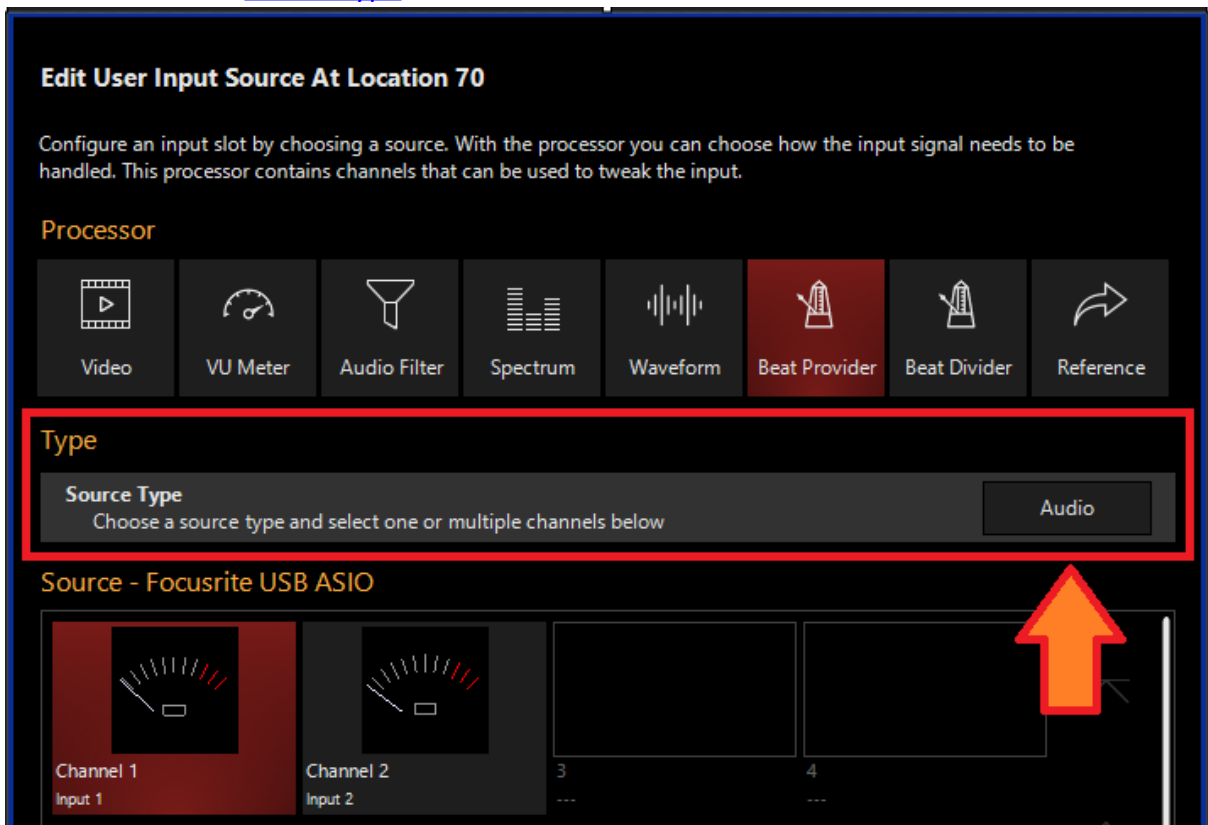 Edit User Input Source At Location 70
Configure an input slot by choosing a source. With the processor you can choose how the input signal needs to be
handled. This processor contains channels that can be used to tweak the input.
Processor
Video
VU Meter
Audio Filter
Spectrum
Waveform
Beat Provider
Beat Divider
Reference
Type
Source Type
Choose a source type and select one or multiple channels below
Audio
Source - Focusrite USB ASIO
Channel 1
Input 1
Channel 2
Input 2
3
---
4
---